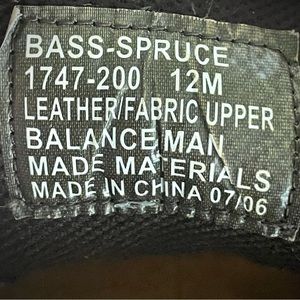 BASS-SPRUCE
1747-200 12M
LEATHER/FABRIC UPPER
BALANCE MAN
MADE MATERIALS
MADE IN CHINA 07/06